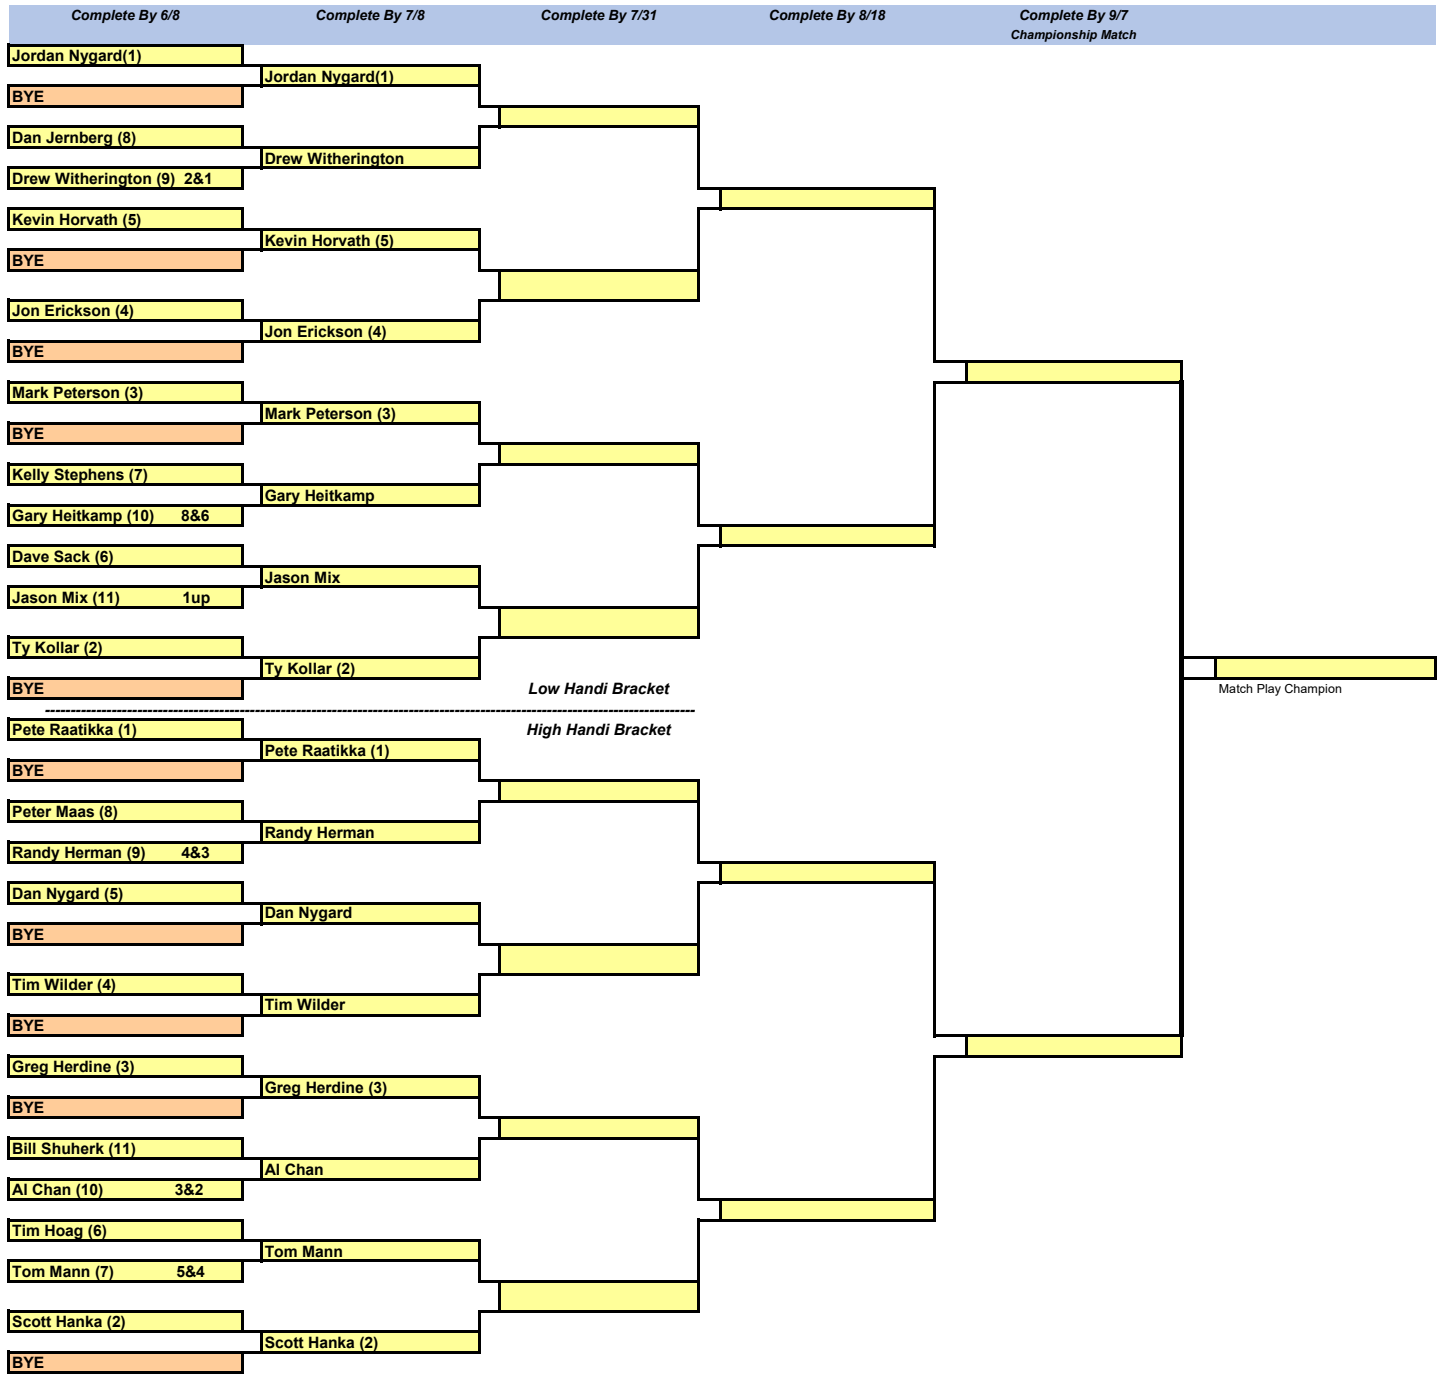 Complete By 6/8 Complete By 7/8 Complete By 7/31 Complete By 8/18 Complete By 9/7
Championship Match
Jordan Nygard(1)
Jordan Nygard(1)
BYE
Dan Jernberg (8)
Drew Witherington
Drew Witherington (9) 2&1
Kevin Horvath (5)
Kevin Horvath (5)
BYE
Jon Erickson (4)
Jon Erickson (4)
BYE
Mark Peterson (3)
Mark Peterson (3)
BYE
Kelly Stephens (7)
Gary Heitkamp
Gary Heitkamp (10) 8&6
Dave Sack (6)
Jason Mix
Jason Mix (11) 1up
Ty Kollar (2)
Ty Kollar (2)
BYE Low Handi Bracket Match Play Champion
Pete Raatikka (1) High Handi Bracket
Pete Raatikka (1)
BYE
Peter Maas (8)
Randy Herman
Randy Herman (9) 4&3
Dan Nygard (5)
Dan Nygard
BYE
Tim Wilder (4)
Tim Wilder
BYE
Greg Herdine (3)
Greg Herdine (3)
BYE
Bill Shuherk (11)
Al Chan
Al Chan (10) 3&2
Tim Hoag (6)
Tom Mann
Tom Mann (7) 5&4
Scott Hanka (2)
Scott Hanka (2)
BYE